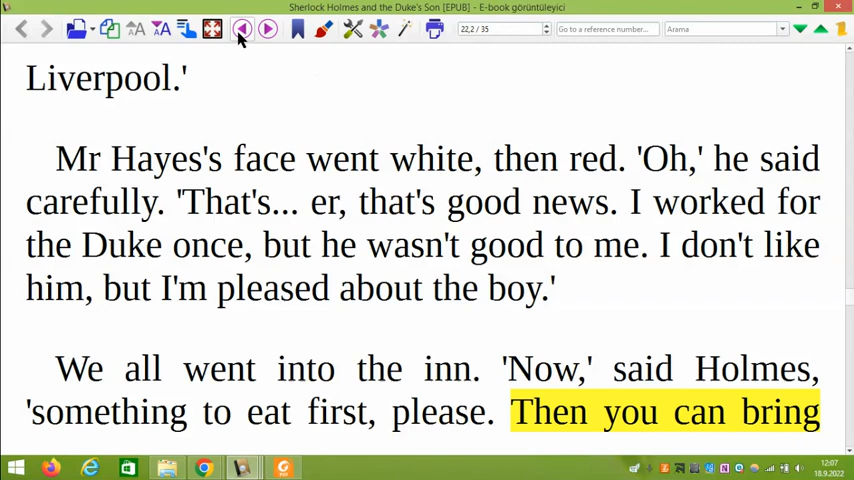 Sherlock Holmes and the Duke's Son [EPUB] - E-book görüntüleyici
22,2 / 35
Go to a reference number...
Arama
Liverpool.'
Mr Hayes's face went white, then red. 'Oh,' he said
carefully. 'That's... er, that's good news. I worked for
the Duke once, but he wasn't good to me. I don't like
him, but I'm pleased about the boy.'
We all went into the inn. 'Now,' said Holmes,
'something to eat first, please. Then you can bring
12:07
18.9.2022